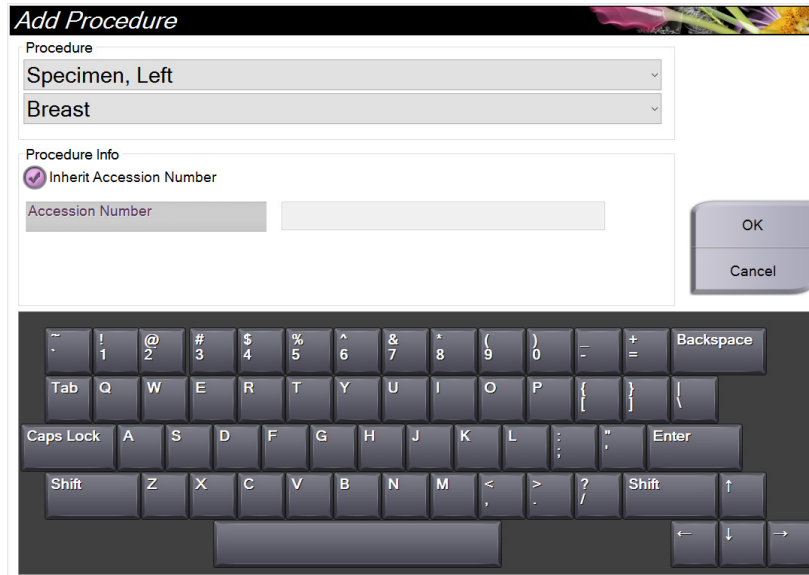 Add Procedure
Procedure
Specimen, Left
Breast
Procedure Info
Inherit Accession Number
Accession Number
OK
Cancel
~ ! @ # $ % ^ & * ( ) _ + Backspace
` 1 2 3 4 5 6 7 8 9 0 - =
Tab Q W E R T Y U I O P { } |
[ ] \
Caps Lock A S D F G H J K L : " Enter
; '
Shift Z X C V B N M < > ? Shift ↑
, . /
← ↓ →